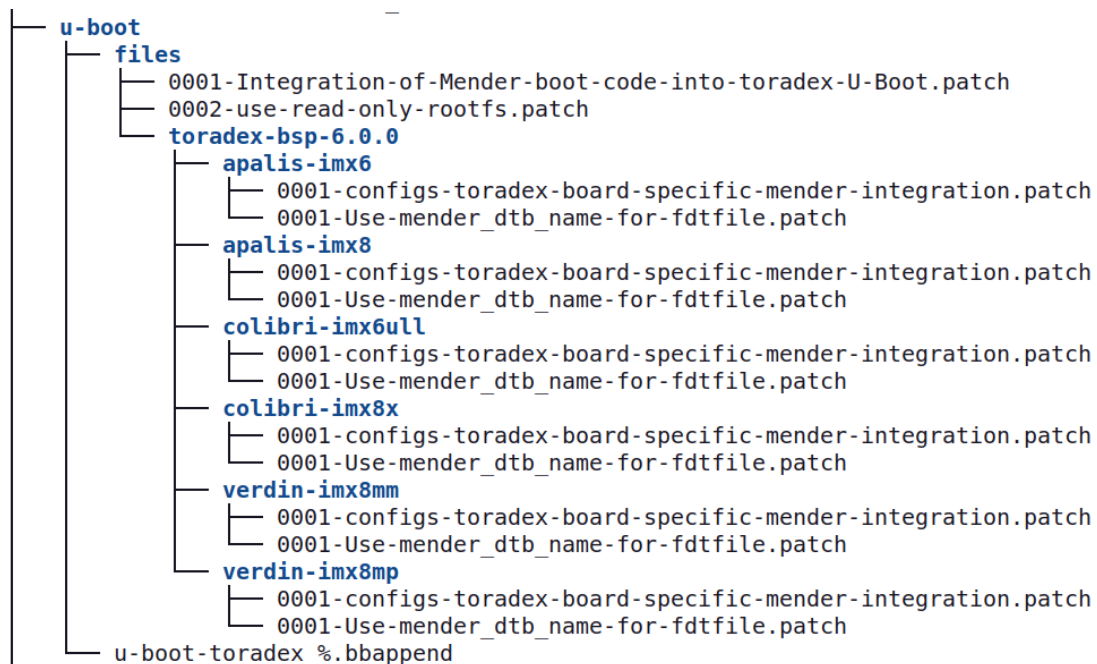 u-boot
files
0001-Integration-of-Mender-boot-code-into-toradex-U-Boot.patch
0002-use-read-only-rootfs.patch
toradex-bsp-6.0.0
apalis-imx6
0001-configs-toradex-board-specific-mender-integration.patch
0001-Use-mender_dtb_name-for-fdtfile.patch
apalis-imx8
0001-configs-toradex-board-specific-mender-integration.patch
0001-Use-mender_dtb_name-for-fdtfile.patch
colibri-imx6ull
0001-configs-toradex-board-specific-mender-integration.patch
0001-Use-mender_dtb_name-for-fdtfile.patch
colibri-imx8x
0001-configs-toradex-board-specific-mender-integration.patch
0001-Use-mender_dtb_name-for-fdtfile.patch
verdin-imx8mm
0001-configs-toradex-board-specific-mender-integration.patch
0001-Use-mender_dtb_name-for-fdtfile.patch
verdin-imx8mp
0001-configs-toradex-board-specific-mender-integration.patch
0001-Use-mender_dtb_name-for-fdtfile.patch
u-boot-toradex %.bbappend